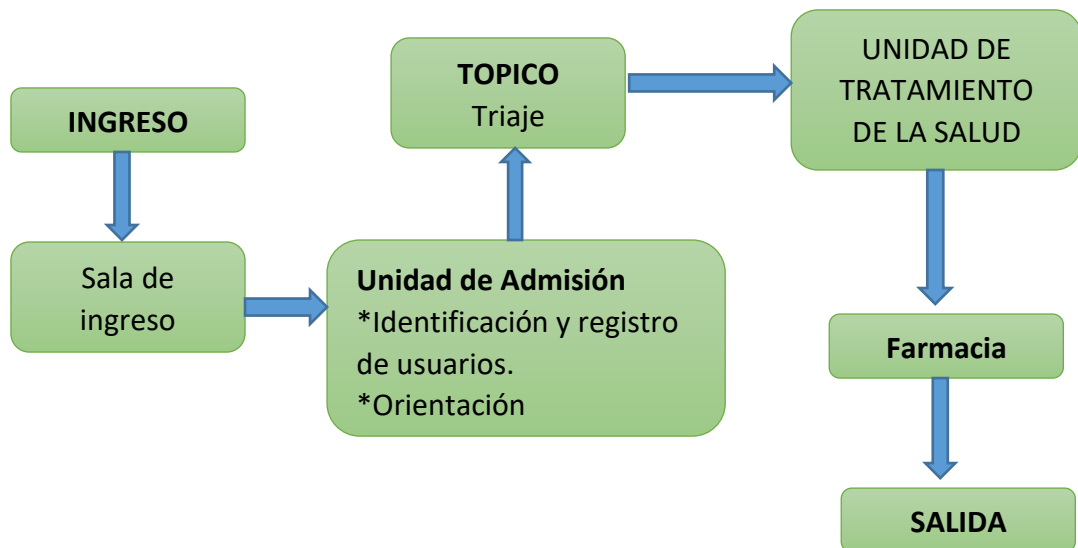 INGRESO
Sala de
ingreso
Unidad de Admisión
*Identificación y registro
de usuarios.
*Orientación
TOPICO
Triaje
UNIDAD DE
TRATAMIENTO
DE LA SALUD
Farmacia
SALIDA